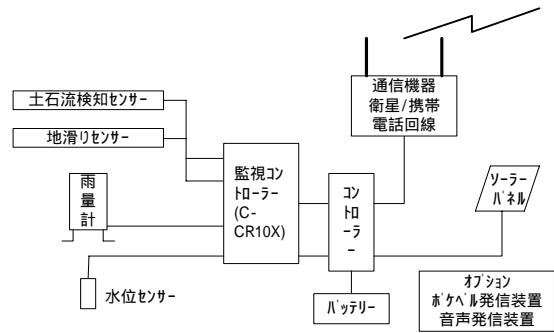 通信機器
衛星/携帯
電話回線
土石流検知ｾﾝｻｰ
地滑りｾﾝｻｰ
監視ｺﾝ
ﾄﾛｰﾗｰ
(C-
CR10X)
ｺﾝ
ﾄﾛ
ｰﾗ
ｰ
ｿｰﾗｰ
ﾊﾟﾈﾙ
雨
量
計
水位ｾﾝｻｰ
ﾊﾞｯﾃﾘｰ
ｵﾌﾟｼｮﾝ
ﾎﾟｹﾍﾞﾙ発信装置
音声発信装置